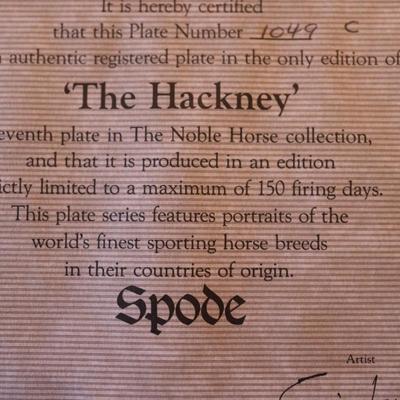 It is hereby certified
that this Plate Number 1049 C
authentic registered plate in the only edition of
'The Hackney'
eventh plate in The Noble Horse collection,
and that it is produced in an edition
ictly limited to a maximum of 150 firing days.
This plate series features portraits of the
world's finest sporting horse breeds
in their countries of origin.
Spode
Artist